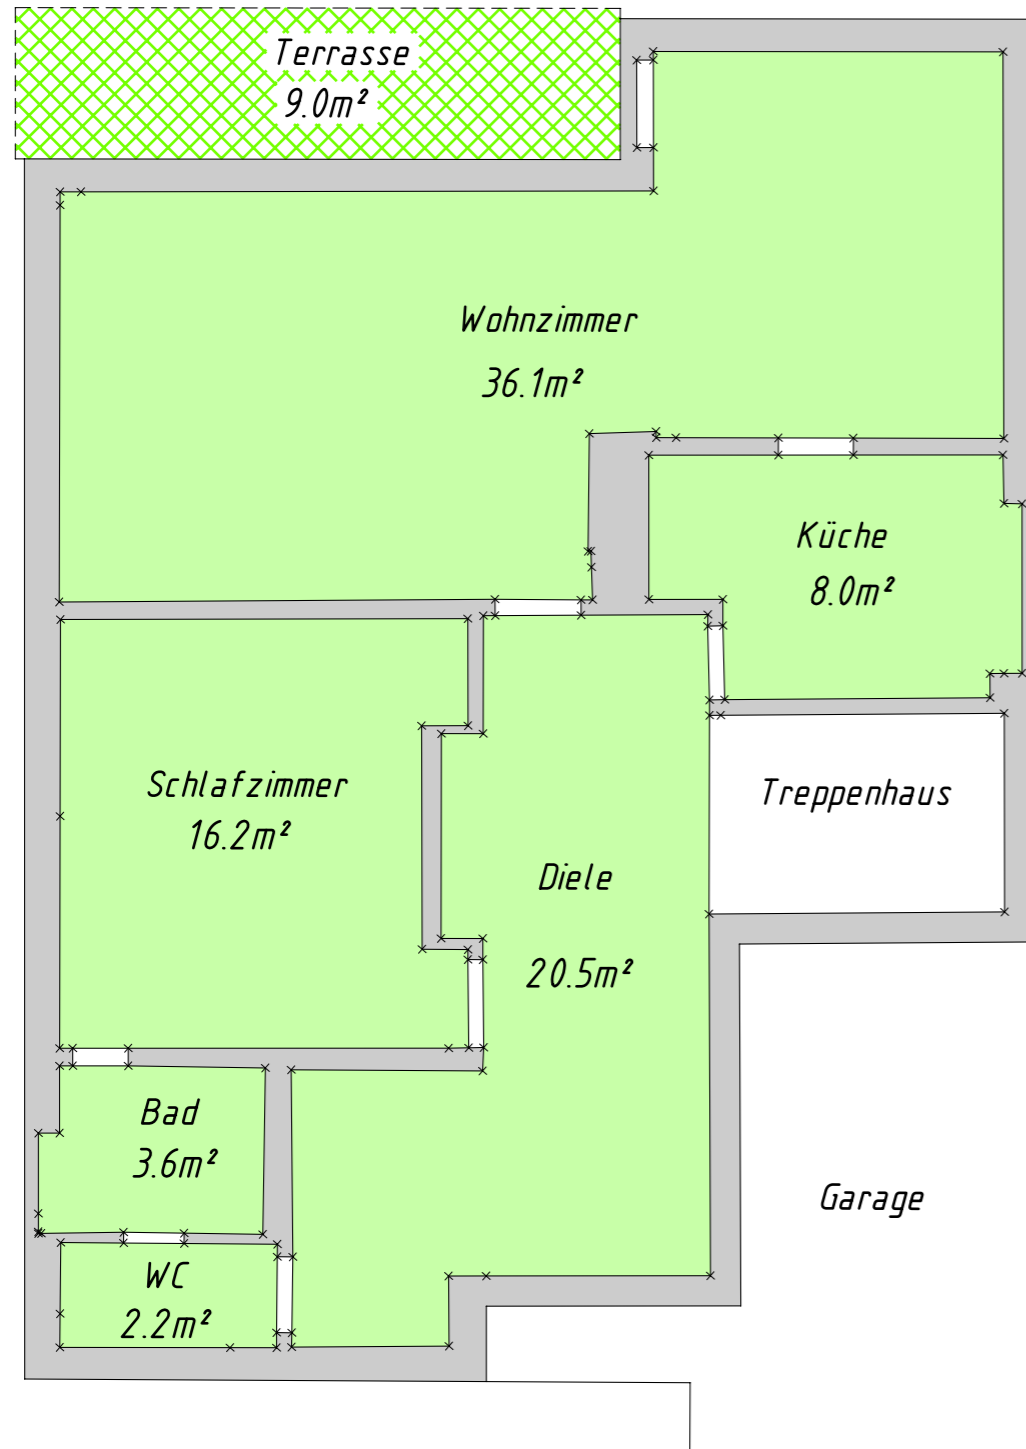 Terrasse
9.0m²
Wohnzimmer
36.1m²
Küche
8.0m²
Schlafzimmer
16.2m²
Treppenhaus
Diele
20.5m²
Bad
3.6m²
Garage
WC
2.2m²